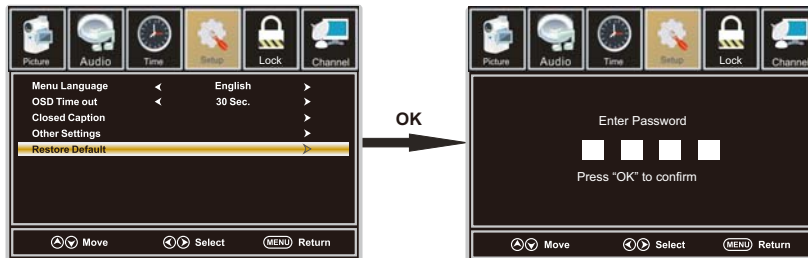 Picture Audio Time Setup Lock Channel
Menu Language English
OSD Time out 30 Sec.
Closed Caption
Other Settings
Restore Default
Move Select MENU Return
OK
Picture Audio Time Setup Lock Channel
Enter Password
Press “OK” to confirm
Move Select MENU Return